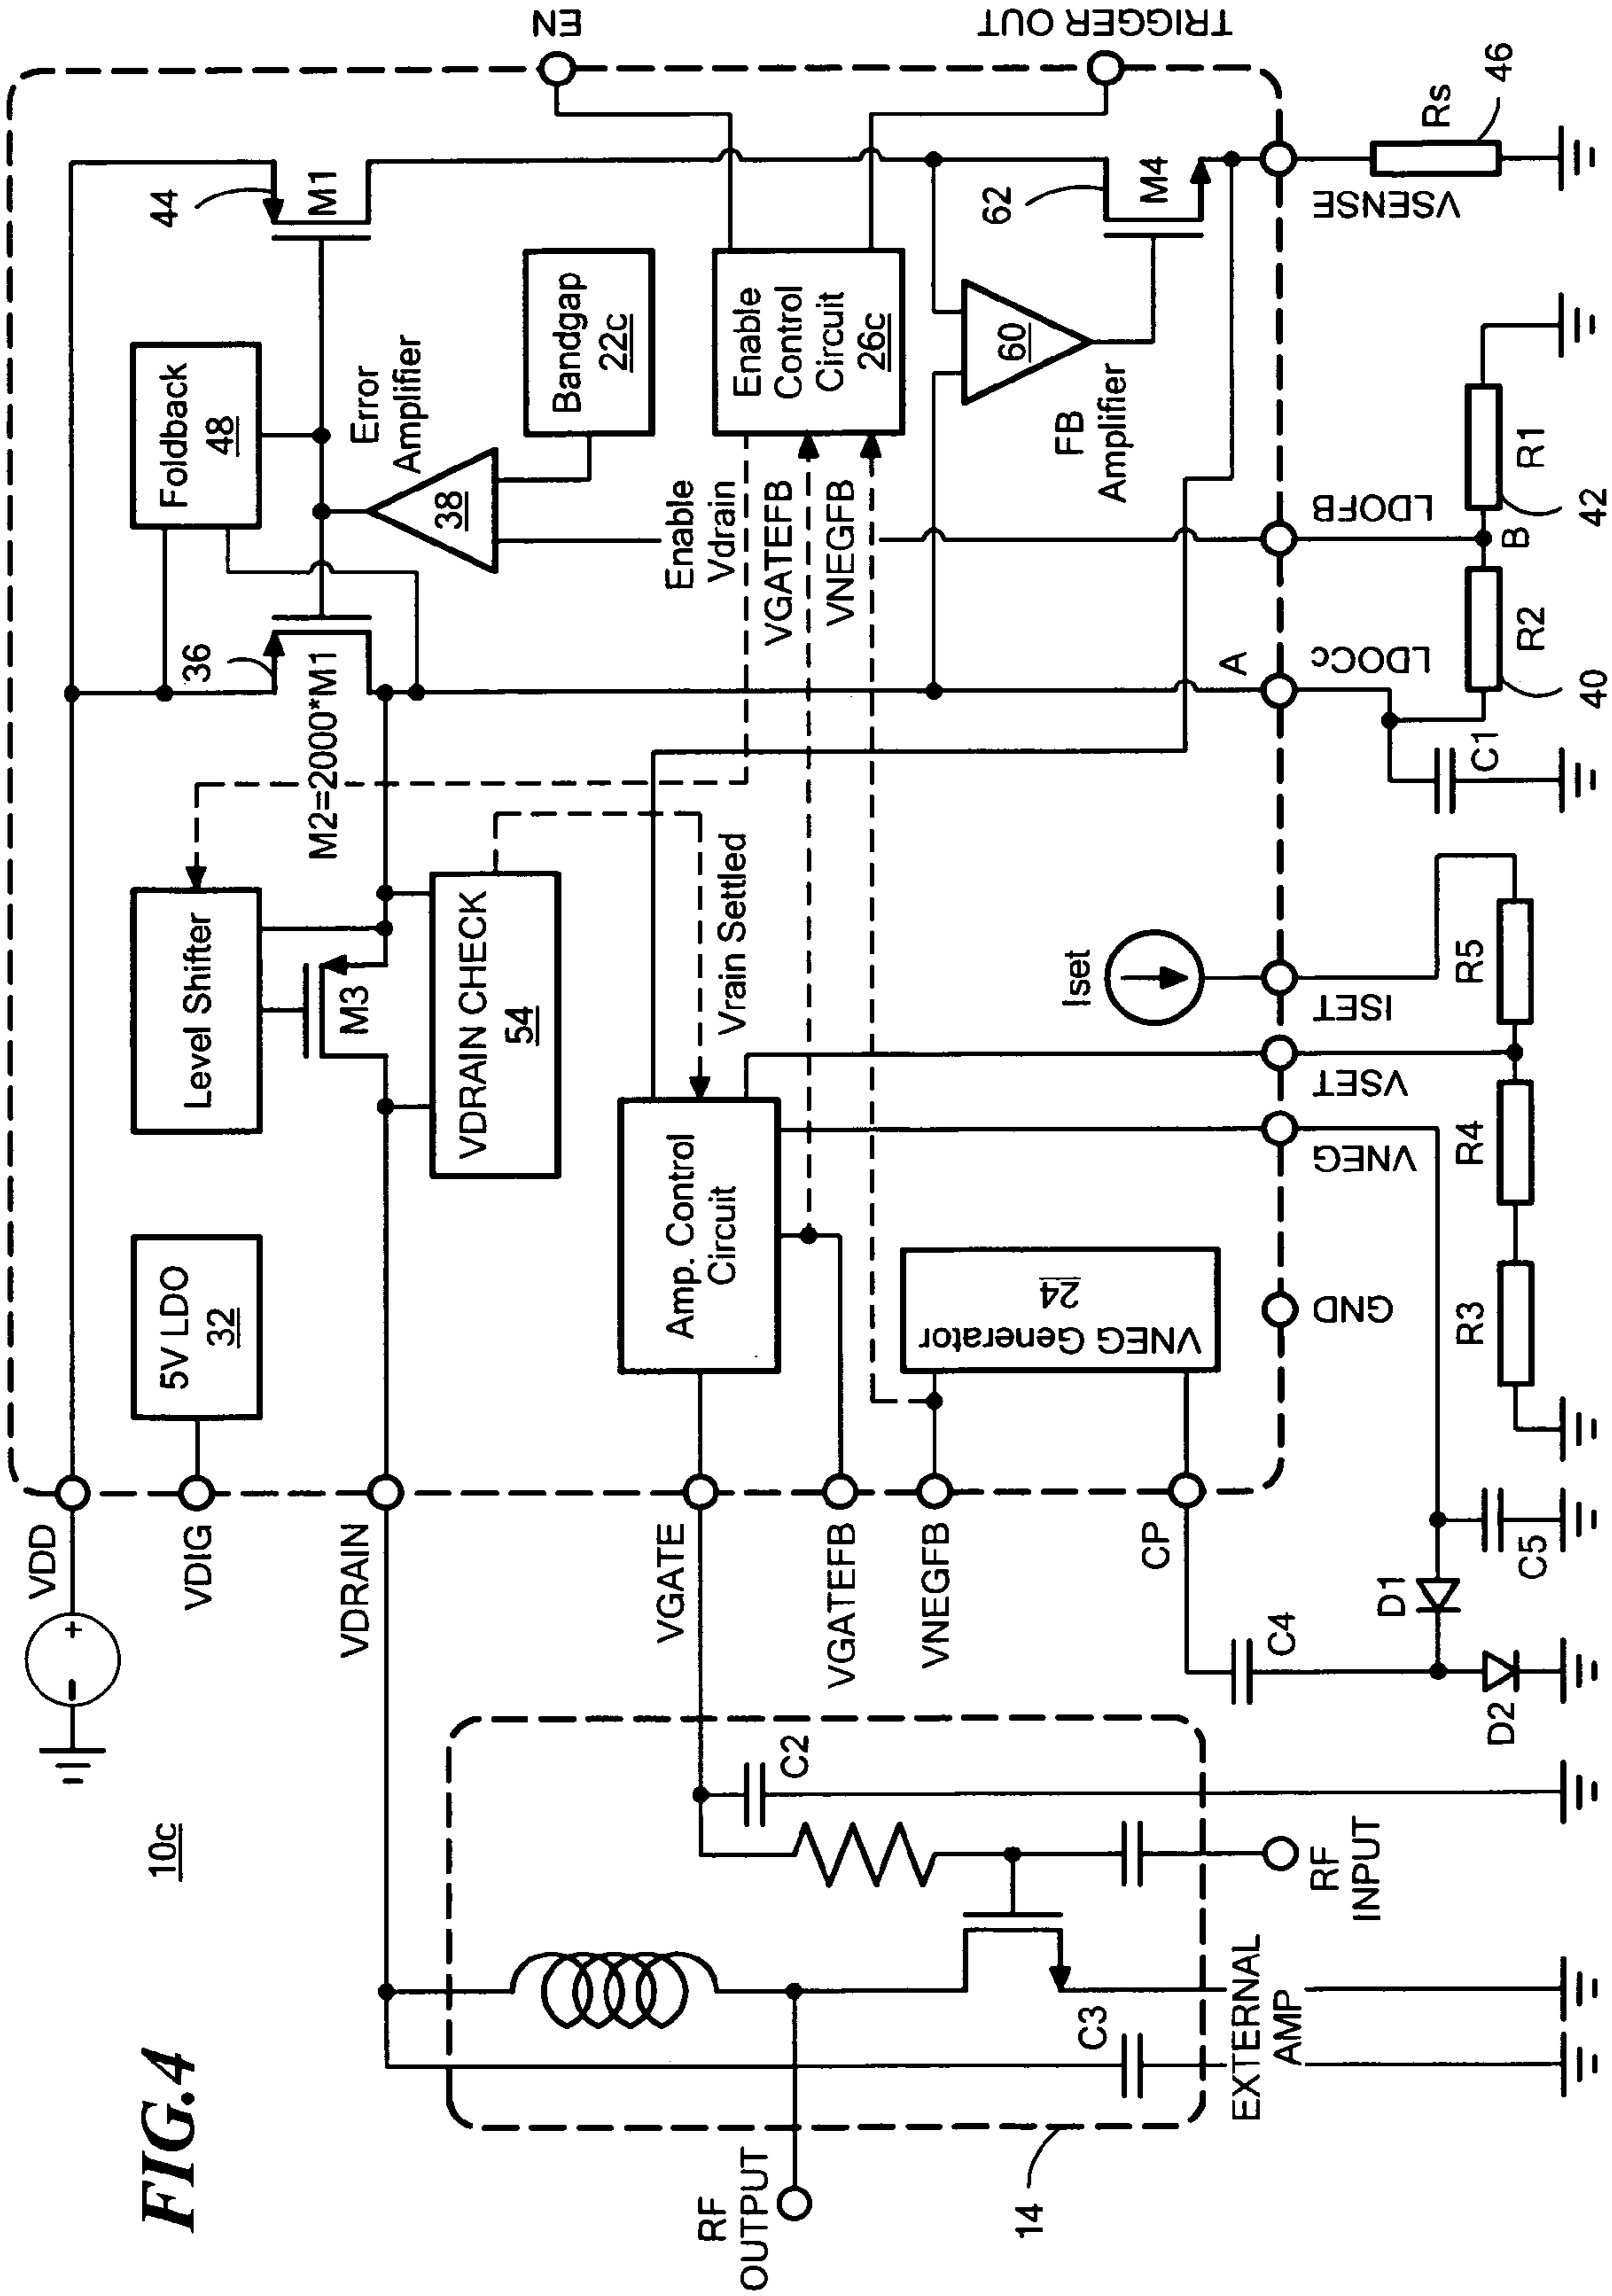 FIG.4
10c
VDD
+
−
VDIG
VDRAIN
VGATE
VGATEFB
VNEGFB
CP
5V LDO
32
Level Shifter
M3
VDRAIN CHECK
54
M2=2000*M1
36
Foldback
48
44
M1
Error
Amplifier
38
Bandgap
22c
Enable
Vdrain
VGATEFB
VNEGFB
Enable
Control
Circuit
26c
EN
TRIGGER OUT
Vrain Settled
Amp. Control
Circuit
VNEG Generator
24
Iset
FB
Amplifier
60
62
M4
A
GND
VNEG
VSET
ISET
LDOCc
LDOFB
VSENSE
Rs
46
R3
R4
R5
C1
R2
40
B
R1
42
C5
D1
D2
C4
C2
C3
RF
OUTPUT
14
EXTERNAL
AMP
RF
INPUT